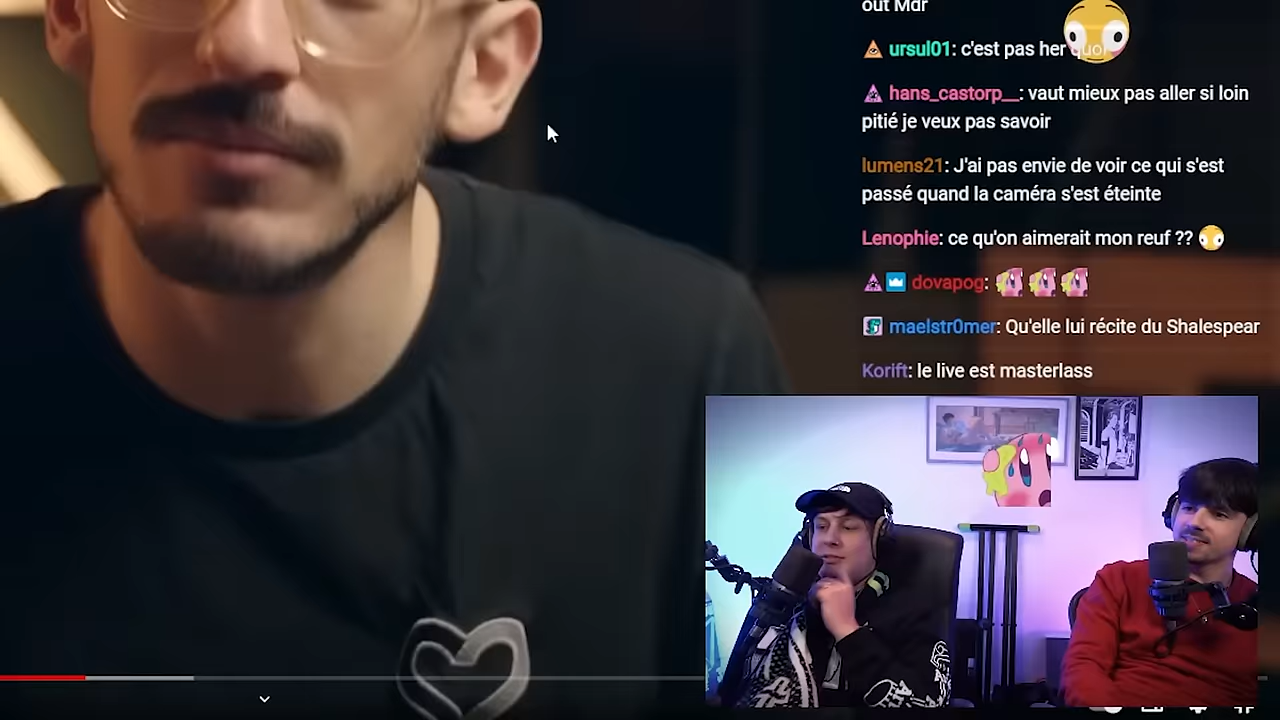 out Mdr
ursul01: c'est pas her quoi
hans_castorp__: vaut mieux pas aller si loin
pitié je veux pas savoir
lumens21: J'ai pas envie de voir ce qui s'est
passé quand la caméra s'est éteinte
Lenophie: ce qu'on aimerait mon reuf ??
dovapog:
maelstr0mer: Qu'elle lui récite du Shalespear
Korift: le live est masterlass